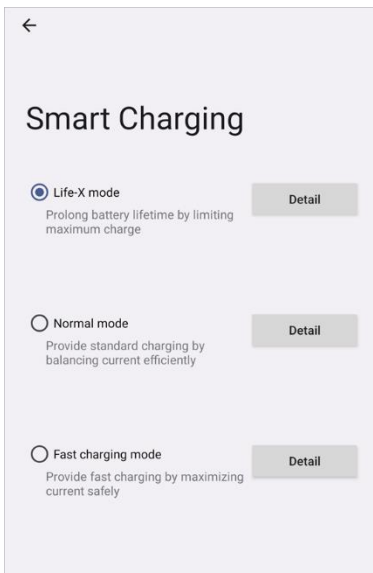 Smart Charging
Life-X mode
Detail
Prolong battery lifetime by limiting
maximum charge
Normal mode
Detail
Provide standard charging by
balancing current efficiently
Fast charging mode
Detail
Provide fast charging by maximizing
current safely